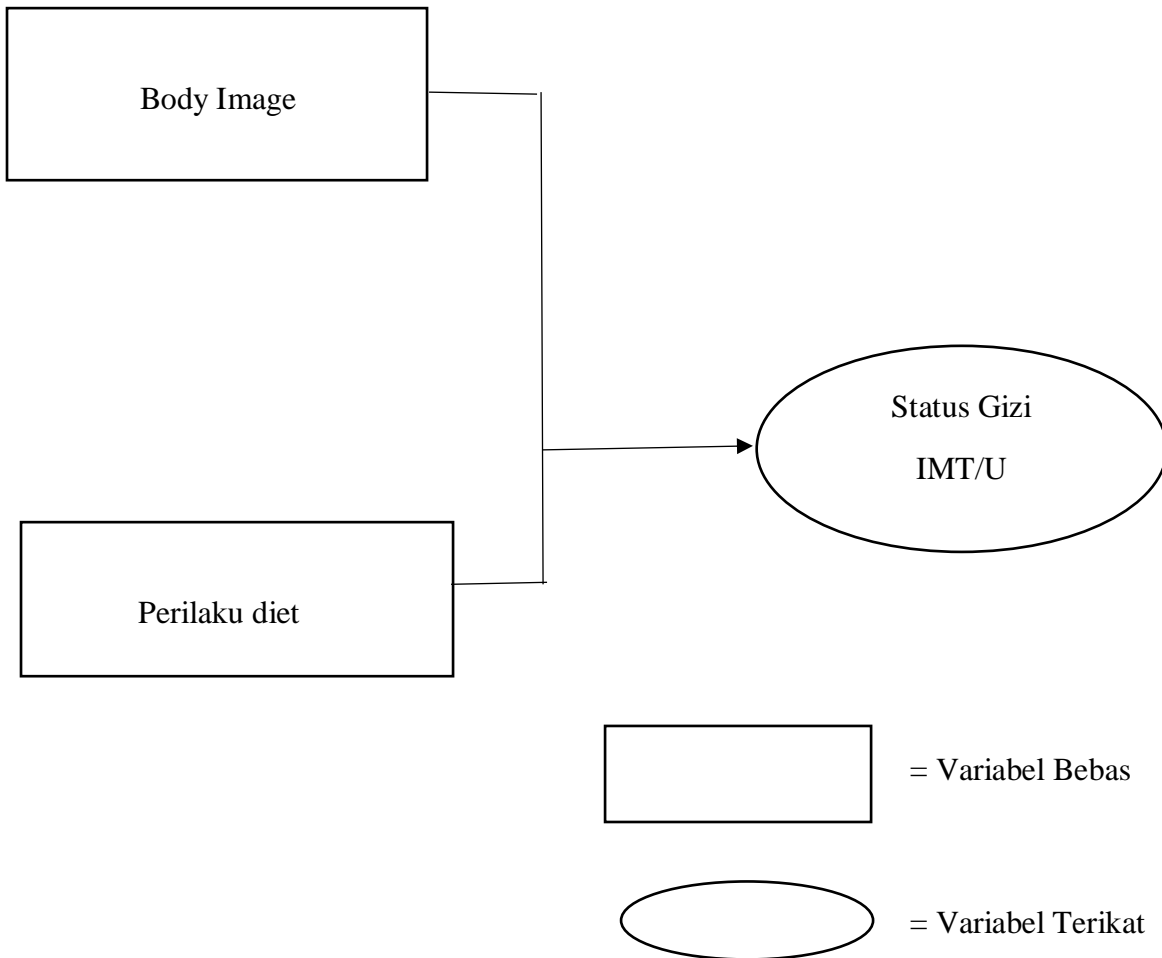 Body Image
Status Gizi
IMT/U
Perilaku diet
= Variabel Bebas
= Variabel Terikat